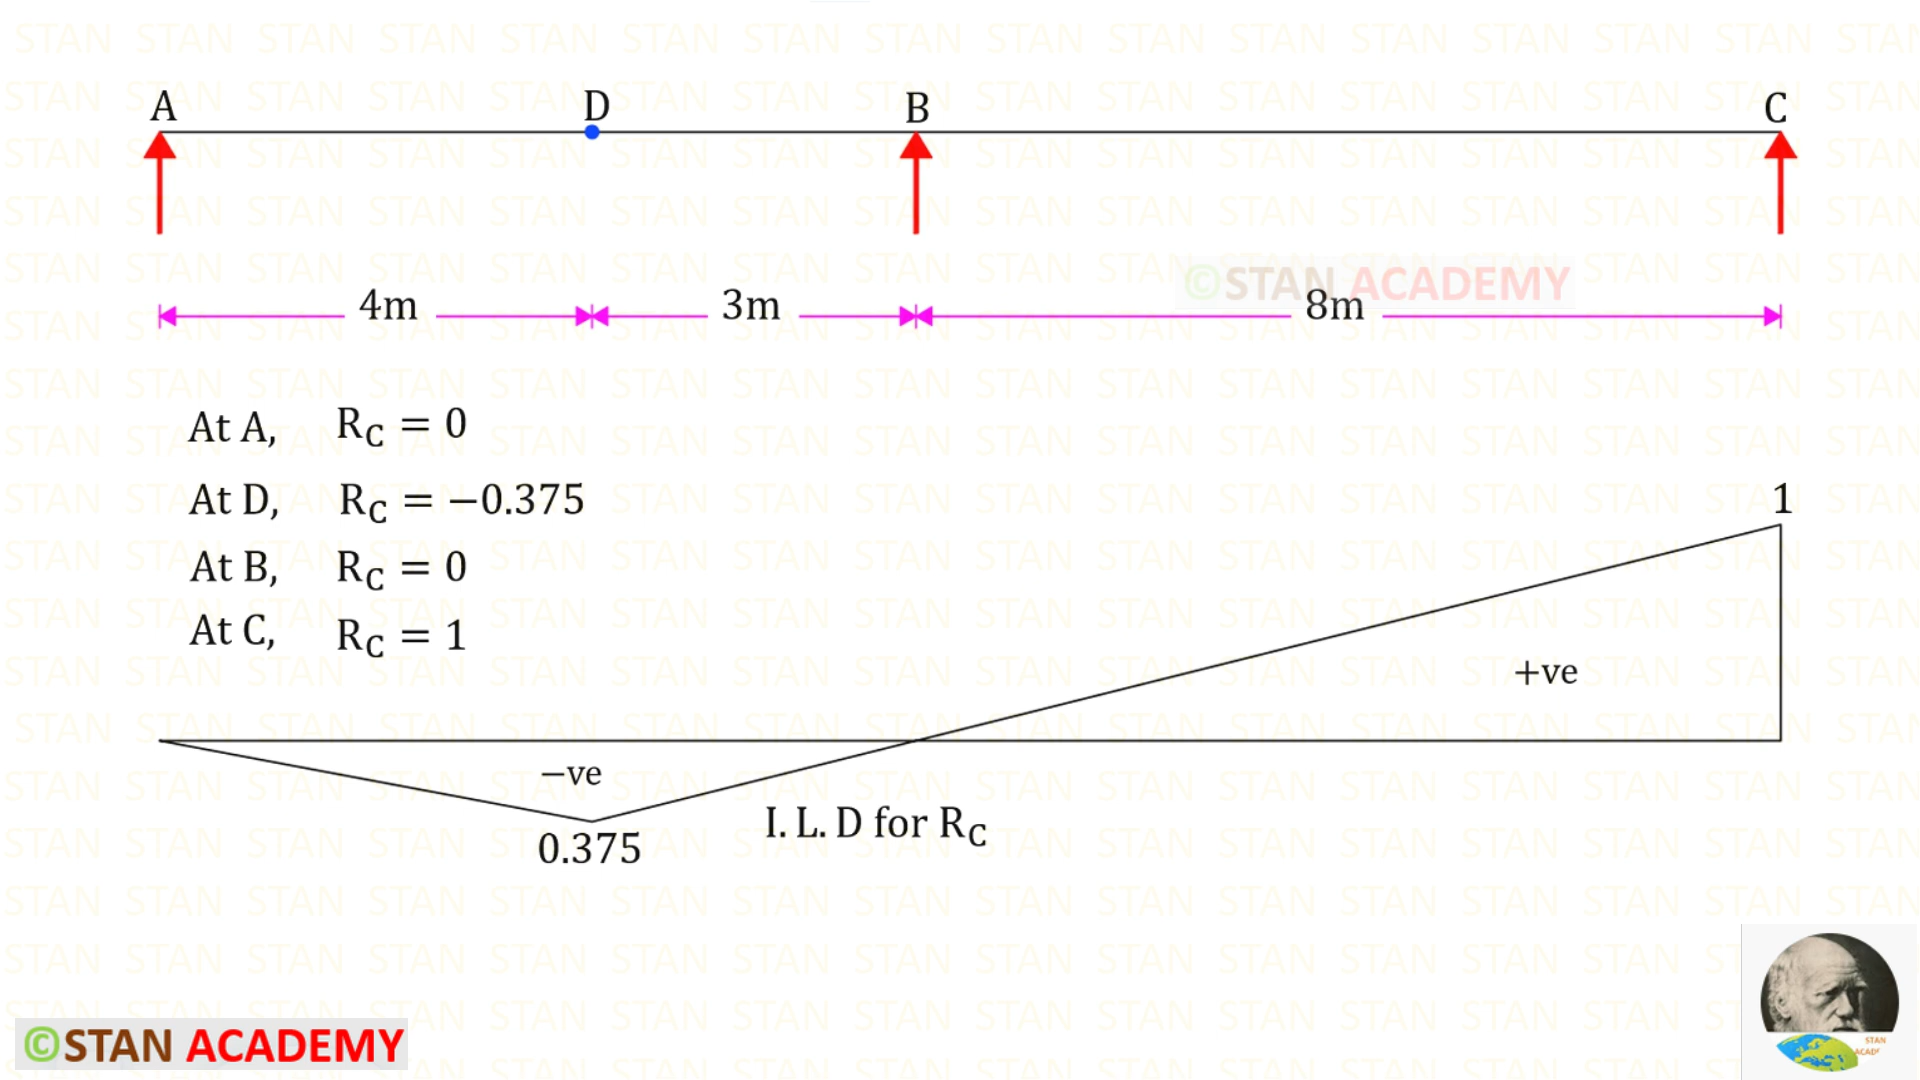 A D B C
©STAN ACADEMY
4m 3m 8m
At A, R_C = 0
At D, R_C = −0.375
At B, R_C = 0
At C, R_C = 1
1
+ve
−ve
0.375
I. L. D for R_C
©STAN ACADEMY
STAN